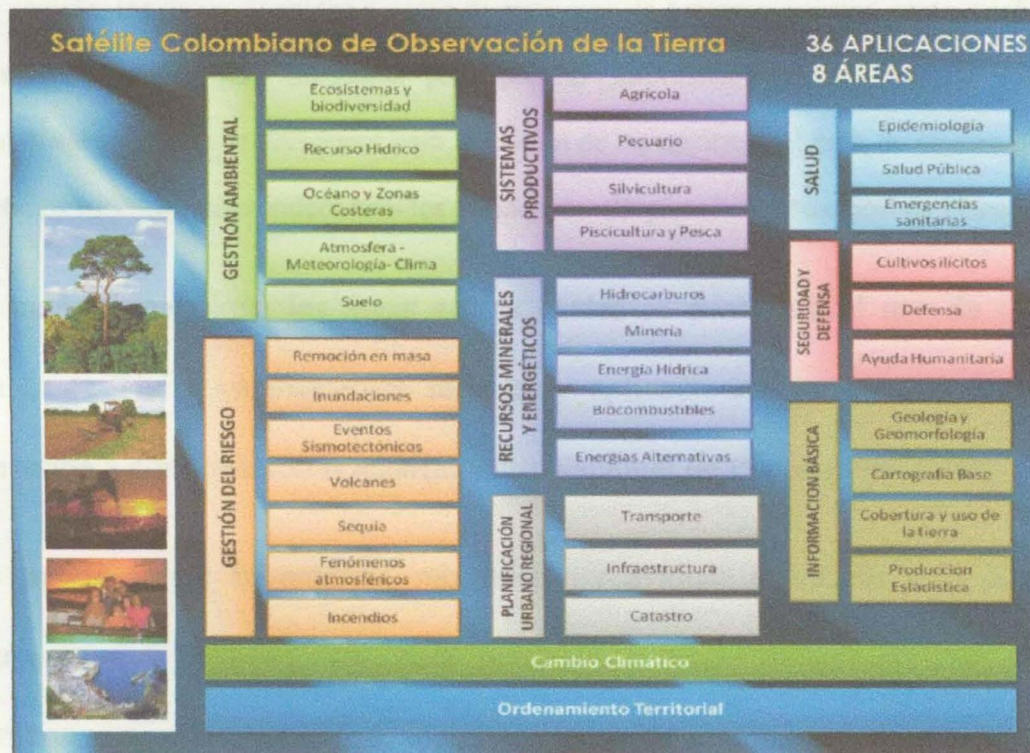 Satélite Colombiano de Observación de la Tierra
36 APLICACIONES
8 ÁREAS
GESTIÓN AMBIENTAL
Ecosistemas y
biodiversidad
Recurso Hídrico
Océano y Zonas
Costeras
Atmosfera -
Meteorología- Clima
Suelo
GESTIÓN DEL RIESGO
Remoción en masa
Inundaciones
Eventos
Sismotectónicos
Volcanes
Sequia
Fenómenos
atmosféricos
Incendios
SISTEMAS
PRODUCTIVOS
Agrícola
Pecuario
Silvicultura
Piscicultura y Pesca
RECURSOS MINERALES
Y ENERGÉTICOS
Hidrocarburos
Minería
Energía Hídrica
Biocombustibles
Energías Alternativas
PLANIFICACIÓN
URBANO REGIONAL
Transporte
Infraestructura
Catastro
SALUD
Epidemiología
Salud Pública
Emergencias
sanitarias
SEGURIDAD Y
DEFENSA
Cultivos ilícitos
Defensa
Ayuda Humanitaria
INFORMACION BÁSICA
Geología y
Geomorfología
Cartografía Base
Cobertura y uso de
la tierra
Produccion
Estadística
Cambio Climático
Ordenamiento Territorial